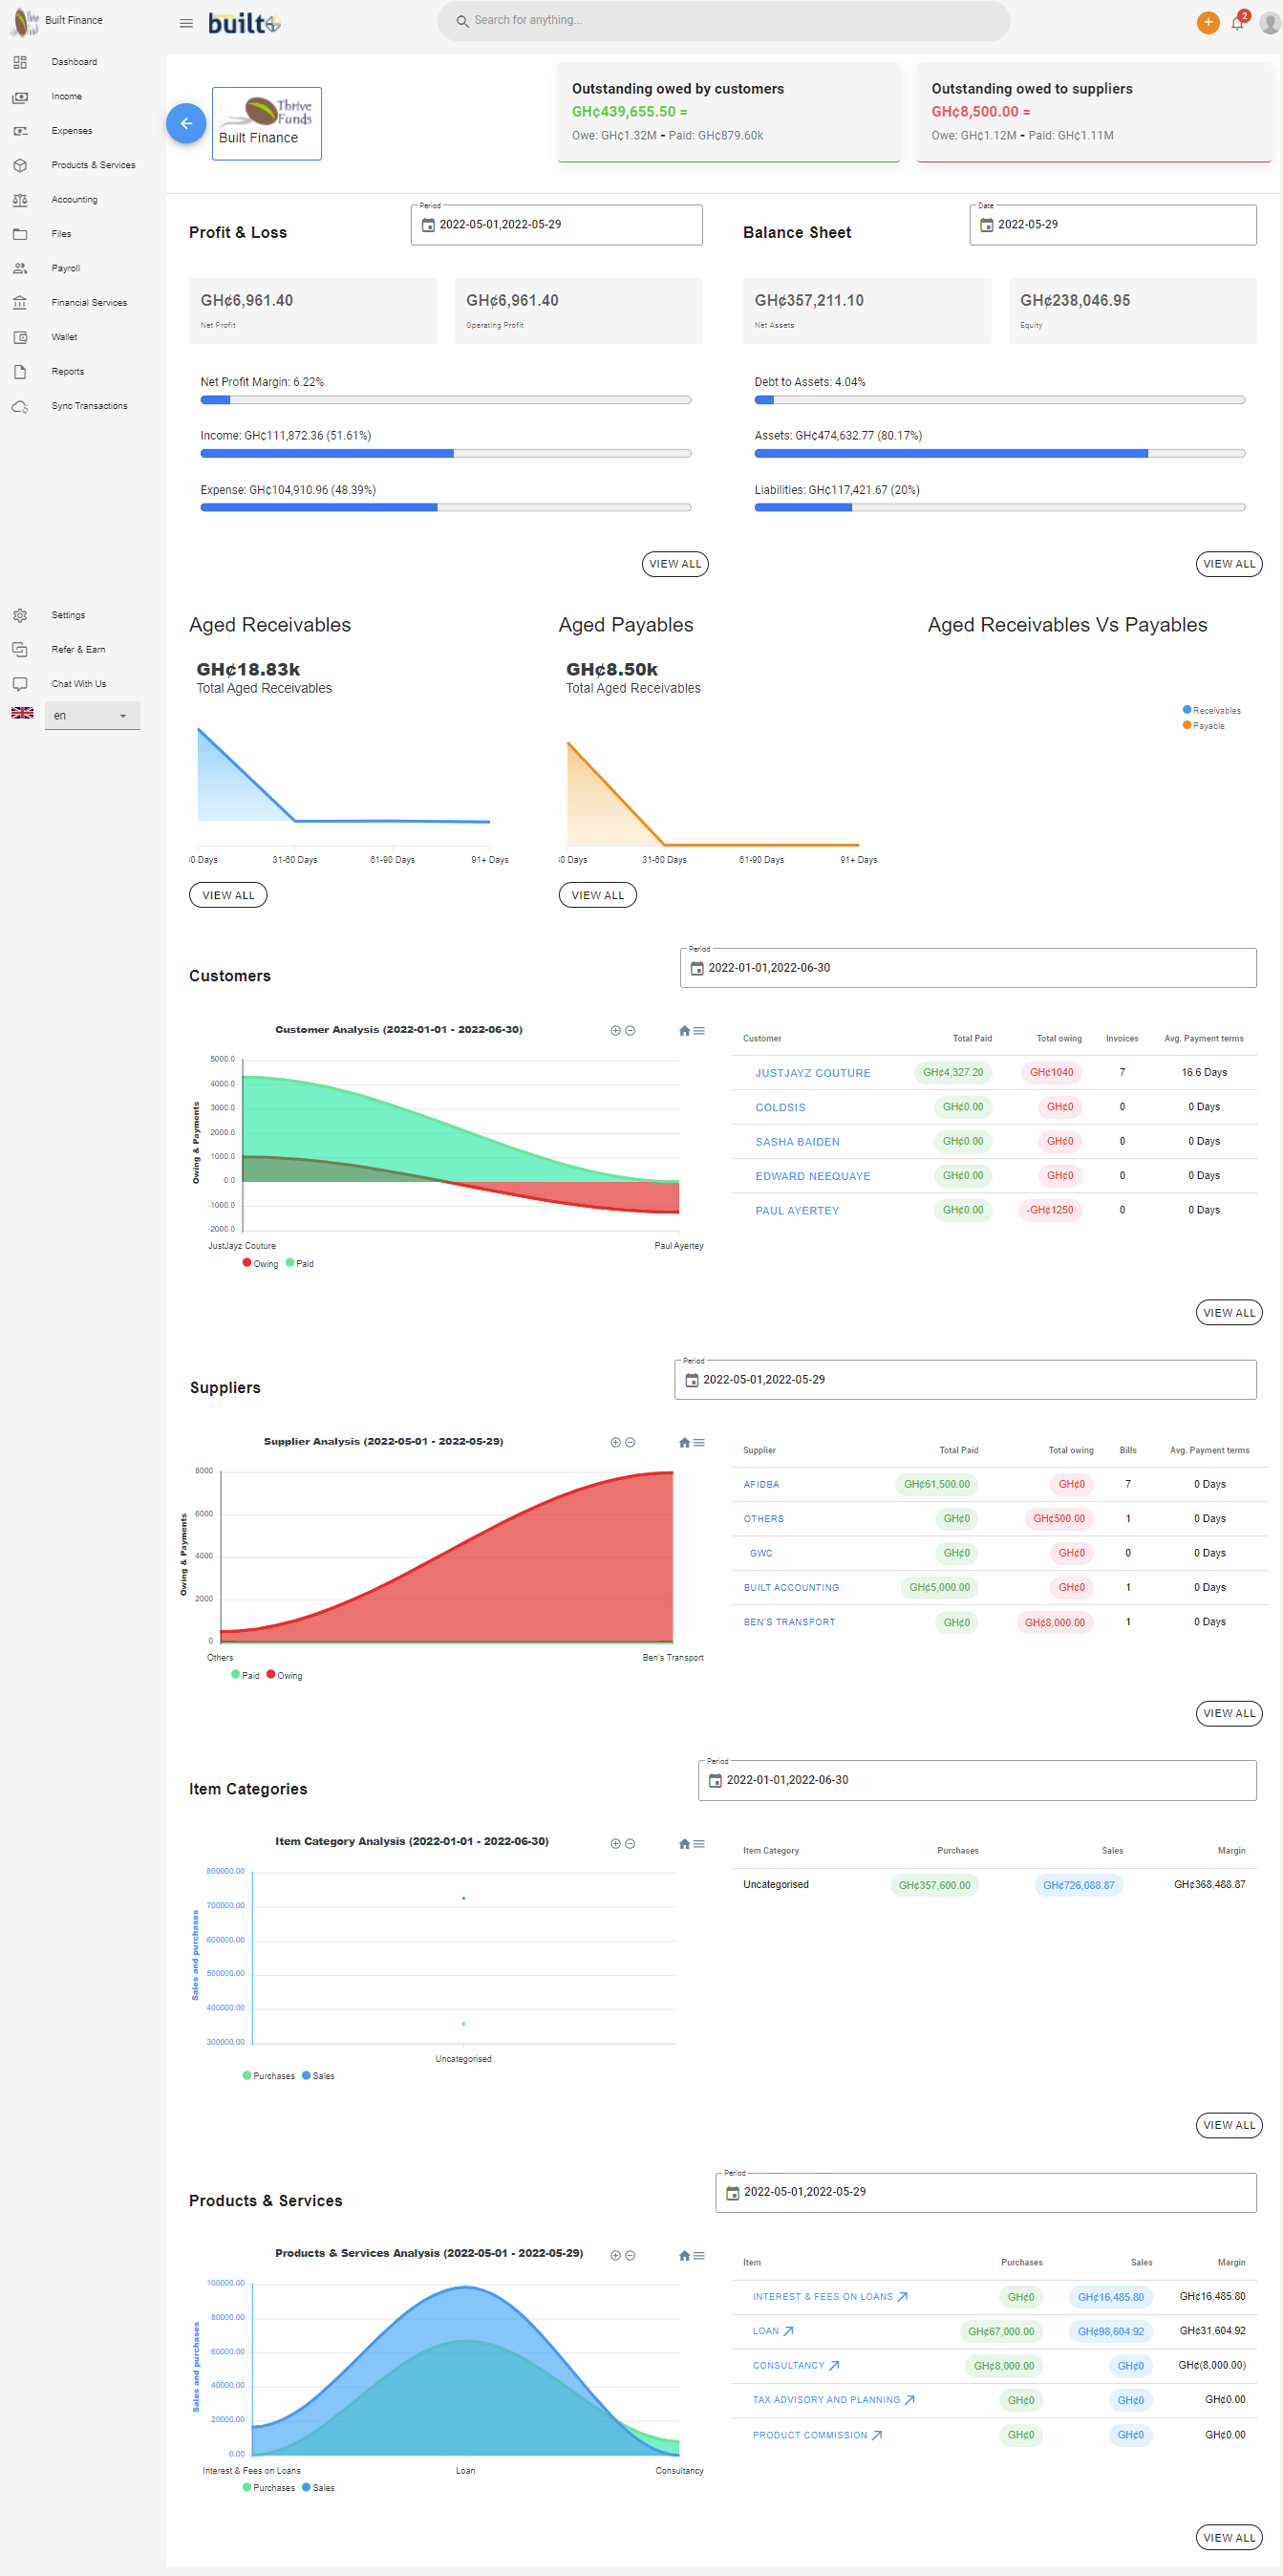 Built Finance
built
Search for anything...
+
2
Dashboard
Income
Expenses
Products & Services
Accounting
Files
Payroll
Financial Services
Wallet
Reports
Sync Transactions
Settings
Refer & Earn
Chat With Us
en
Thrive
Funds
Built Finance
Outstanding owed by customers
GH₵439,655.50 =
Owe: GH₵1.32M - Paid: GH₵879.60k
Outstanding owed to suppliers
GH₵8,500.00 =
Owe: GH₵1.12M - Paid: GH₵1.11M
Profit & Loss
Period
2022-05-01,2022-05-29
GH₵6,961.40
Net Profit
GH₵6,961.40
Operating Profit
Net Profit Margin: 6.22%
Income: GH₵111,872.36 (51.61%)
Expense: GH₵104,910.96 (48.39%)
VIEW ALL
Balance Sheet
Date
2022-05-29
GH₵357,211.10
Net Assets
GH₵238,046.95
Equity
Debt to Assets: 4.04%
Assets: GH₵474,632.77 (80.17%)
Liabilities: GH₵117,421.67 (20%)
VIEW ALL
Aged Receivables
GH₵18.83k
Total Aged Receivables
0 Days 31-60 Days 61-90 Days 91+ Days
VIEW ALL
Aged Payables
GH₵8.50k
Total Aged Receivables
0 Days 31-60 Days 61-90 Days 91+ Days
VIEW ALL
Aged Receivables Vs Payables
Receivables
Payable
Customers
Period
2022-01-01,2022-06-30
Customer Analysis (2022-01-01 - 2022-06-30)
Owing & Payments
5000.0
4000.0
3000.0
2000.0
1000.0
0.0
-1000.0
-2000.0
JustJayz Couture Paul Ayertey
Owing Paid
Customer Total Paid Total owing Invoices Avg. Payment terms
JUSTJAYZ COUTURE GH₵4,327.20 GH₵1040 7 16.6 Days
COLDSIS GH₵0.00 GH₵0 0 0 Days
SASHA BAIDEN GH₵0.00 GH₵0 0 0 Days
EDWARD NEEQUAYE GH₵0.00 GH₵0 0 0 Days
PAUL AYERTEY GH₵0.00 -GH₵1250 0 0 Days
VIEW ALL
Suppliers
Period
2022-05-01,2022-05-29
Supplier Analysis (2022-05-01 - 2022-05-29)
Owing & Payments
8000
6000
4000
2000
0
Others Ben's Transport
Paid Owing
Supplier Total Paid Total owing Bills Avg. Payment terms
AFIDBA GH₵61,500.00 GH₵0 7 0 Days
OTHERS GH₵0 GH₵500.00 1 0 Days
GWC GH₵0 GH₵0 0 0 Days
BUILT ACCOUNTING GH₵5,000.00 GH₵0 1 0 Days
BEN'S TRANSPORT GH₵0 GH₵8,000.00 1 0 Days
VIEW ALL
Item Categories
Period
2022-01-01,2022-06-30
Item Category Analysis (2022-01-01 - 2022-06-30)
Sales and purchases
800000.00
700000.00
600000.00
500000.00
400000.00
300000.00
Uncategorised
Purchases Sales
Item Category Purchases Sales Margin
Uncategorised GH₵357,600.00 GH₵726,088.87 GH₵368,488.87
VIEW ALL
Products & Services
Period
2022-05-01,2022-05-29
Products & Services Analysis (2022-05-01 - 2022-05-29)
Sales and purchases
100000.00
80000.00
60000.00
40000.00
20000.00
0.00
Interest & Fees on Loans Loan Consultancy
Purchases Sales
Item Purchases Sales Margin
INTEREST & FEES ON LOANS GH₵0 GH₵16,485.80 GH₵16,485.80
LOAN GH₵67,000.00 GH₵98,604.92 GH₵31,604.92
CONSULTANCY GH₵8,000.00 GH₵0 GH₵(8,000.00)
TAX ADVISORY AND PLANNING GH₵0 GH₵0 GH₵0.00
PRODUCT COMMISSION GH₵0 GH₵0 GH₵0.00
VIEW ALL